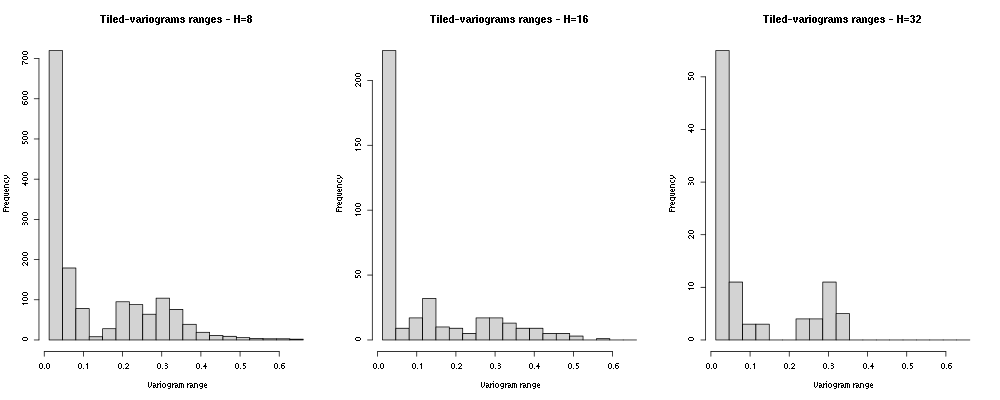 Tiled-variograms ranges - H=8
Frequency
0 100 200 300 400 500 600 700
0.0 0.1 0.2 0.3 0.4 0.5 0.6
Variogram range
Tiled-variograms ranges - H=16
Frequency
0 50 100 150 200
0.0 0.1 0.2 0.3 0.4 0.5 0.6
Variogram range
Tiled-variograms ranges - H=32
Frequency
0 10 20 30 40 50
0.0 0.1 0.2 0.3 0.4 0.5 0.6
Variogram range